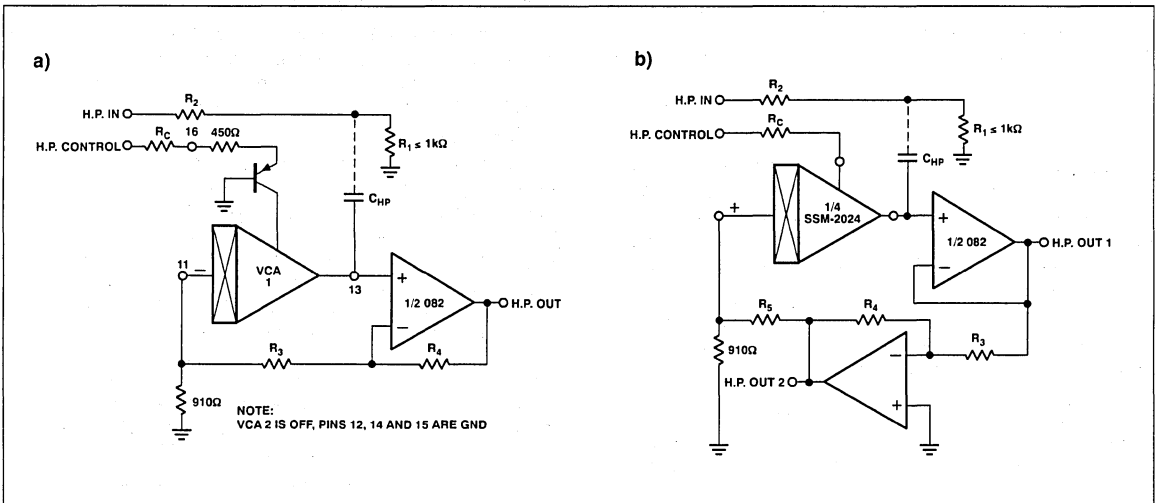 a)
H.P. IN
R2
RC
16
450Ω
H.P. CONTROL
R1 ≤ 1kΩ
CHP
11
−
VCA
1
13
+
−
1/2 082
H.P. OUT
R3
R4
910Ω
NOTE:
VCA 2 IS OFF, PINS 12, 14 AND 15 ARE GND
b)
H.P. IN
R2
RC
H.P. CONTROL
R1 ≤ 1kΩ
CHP
+
1/4
SSM-2024
+
−
1/2 082
H.P. OUT 1
R5
R4
R3
910Ω
−
+
H.P. OUT 2